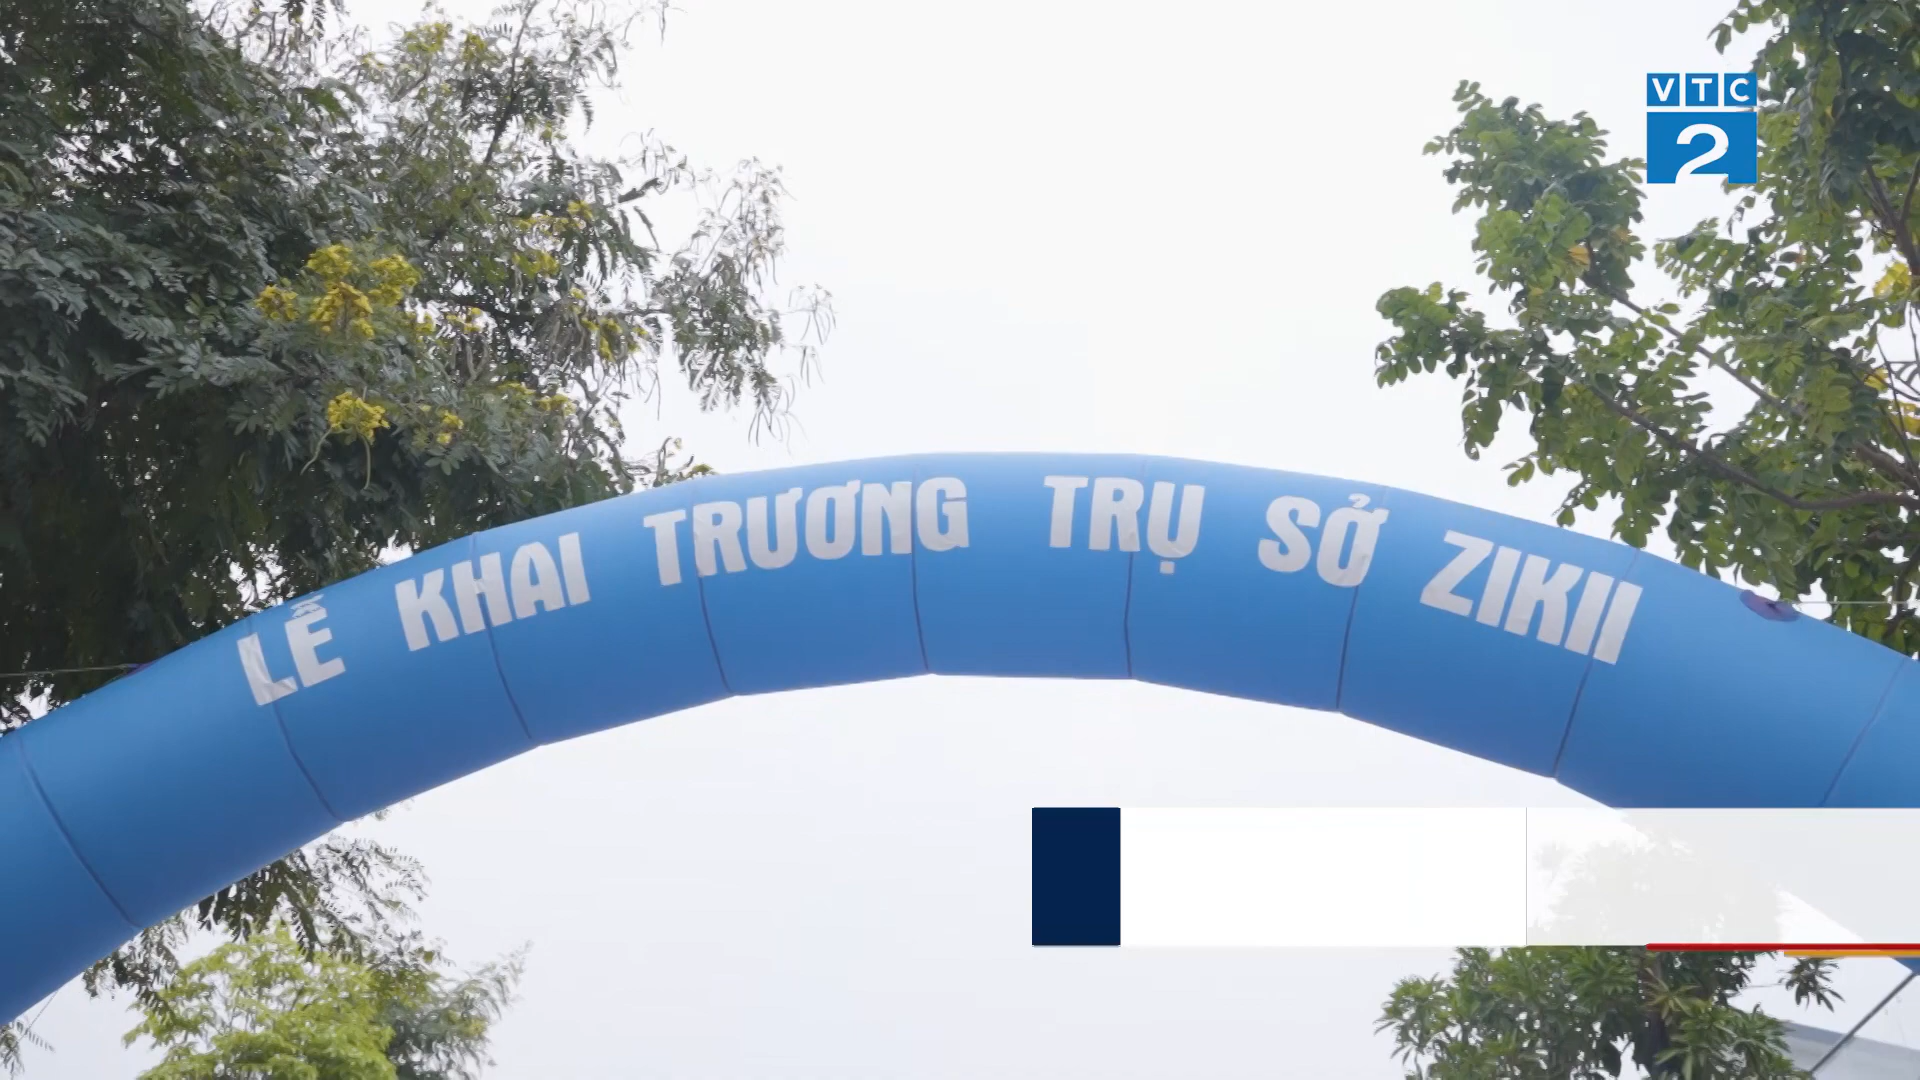 VTC
2
LỄ KHAI TRƯƠNG TRỤ SỞ ZIKII